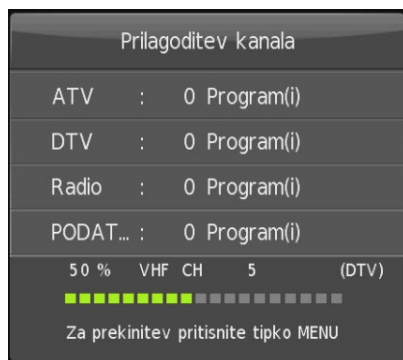 Prilagoditev kanala
ATV : 0 Program(i)
DTV : 0 Program(i)
Radio : 0 Program(i)
PODAT... : 0 Program(i)
50 % VHF CH 5 (DTV)
Za prekinitev pritisnite tipko MENU